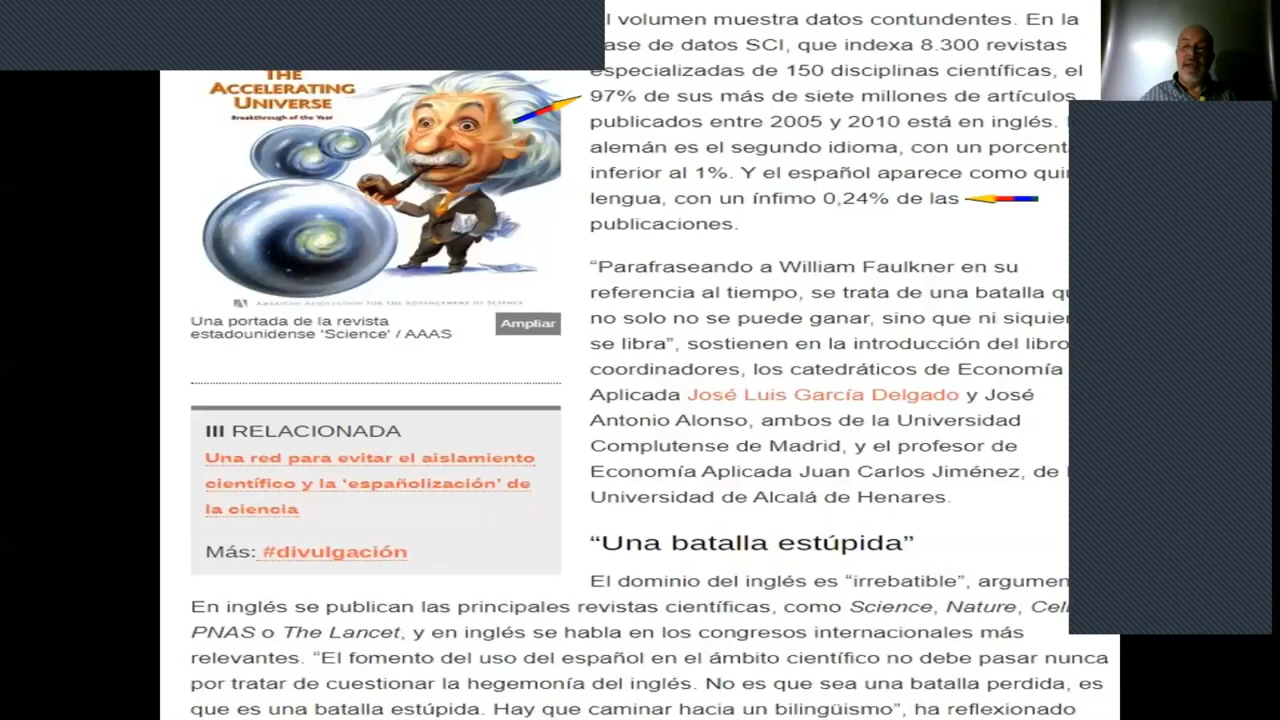 THE
ACCELERATING
UNIVERSE
Breakthrough of the Year
AMERICAN ASSOCIATION FOR THE ADVANCEMENT OF SCIENCE
Una portada de la revista
estadounidense 'Science' / AAAS
Ampliar
III RELACIONADA
Una red para evitar el aislamiento
científico y la ‘españolización’ de
la ciencia
Más: #divulgación
l volumen muestra datos contundentes. En la
ase de datos SCI, que indexa 8.300 revistas
especializadas de 150 disciplinas científicas, el
97% de sus más de siete millones de artículos
publicados entre 2005 y 2010 está en inglés.
alemán es el segundo idioma, con un porcent
inferior al 1%. Y el español aparece como qui
lengua, con un ínfimo 0,24% de las
publicaciones.
“Parafraseando a William Faulkner en su
referencia al tiempo, se trata de una batalla q
no solo no se puede ganar, sino que ni siquie
se libra”, sostienen en la introducción del libro
coordinadores, los catedráticos de Economía
Aplicada José Luis García Delgado y José
Antonio Alonso, ambos de la Universidad
Complutense de Madrid, y el profesor de
Economía Aplicada Juan Carlos Jiménez, de
Universidad de Alcalá de Henares.
“Una batalla estúpida”
El dominio del inglés es “irrebatible”, argumen
En inglés se publican las principales revistas científicas, como Science, Nature, Cell
PNAS o The Lancet, y en inglés se habla en los congresos internacionales más
relevantes. “El fomento del uso del español en el ámbito científico no debe pasar nunca
por tratar de cuestionar la hegemonía del inglés. No es que sea una batalla perdida, es
que es una batalla estúpida. Hay que caminar hacia un bilingüismo”, ha reflexionado